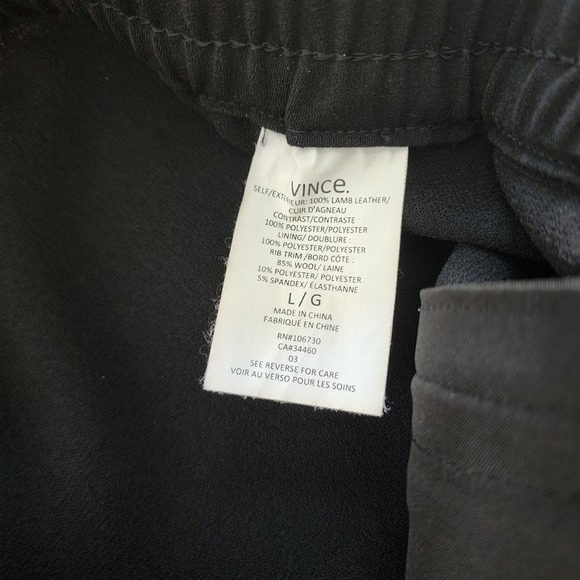 VINCE.
SELF/EXTERIEUR: 100% LAMB LEATHER/
CUIR D'AGNEAU
CONTRAST/CONTRASTE :
100% POLYESTER/POLYESTER
LINING/ DOUBLURE :
100% POLYESTER/POLYESTER
RIB TRIM /BORD CÔTE :
85% WOOL/ LAINE
10% POLYESTER/ POLYESTER
5% SPANDEX/ ÉLASTHANNE
L / G
MADE IN CHINA
FABRIQUÉ EN CHINE
RN#106730
CA#34460
03
SEE REVERSE FOR CARE
VOIR AU VERSO POUR LES SOINS